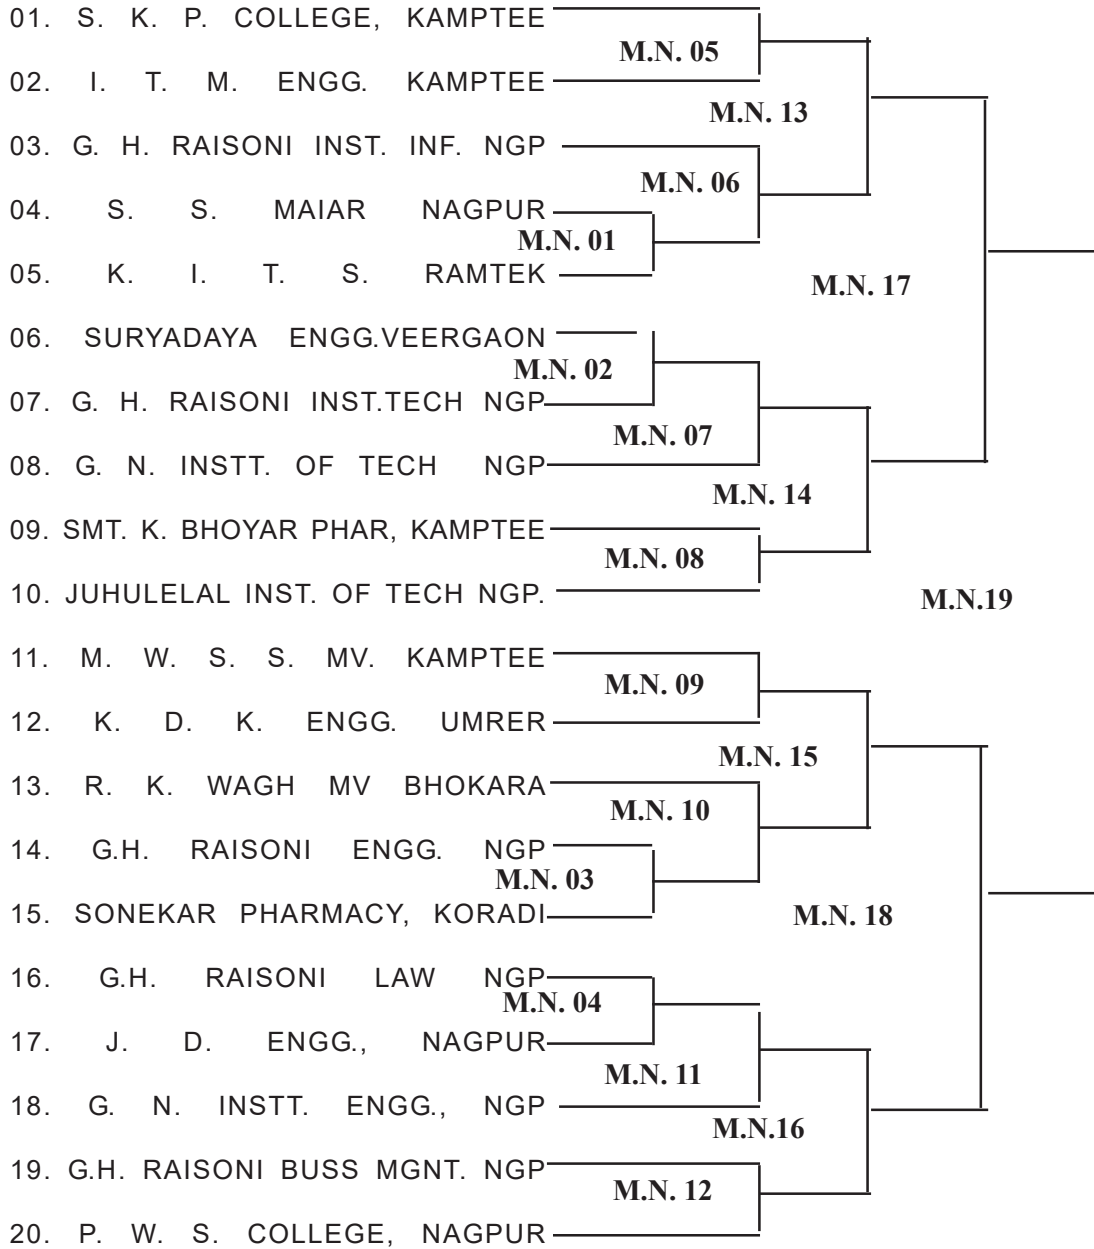 01. S. K. P. COLLEGE, KAMPTEE
M.N. 05
02. I. T. M. ENGG. KAMPTEE
M.N. 13
03. G. H. RAISONI INST. INF. NGP
M.N. 06
04. S. S. MAIAR NAGPUR
M.N. 01
05. K. I. T. S. RAMTEK
M.N. 17
06. SURYADAYA ENGG.VEERGAON
M.N. 02
07. G. H. RAISONI INST.TECH NGP
M.N. 07
08. G. N. INSTT. OF TECH NGP
M.N. 14
09. SMT. K. BHOYAR PHAR, KAMPTEE
M.N. 08
10. JUHULELAL INST. OF TECH NGP.
M.N.19
11. M. W. S. S. MV. KAMPTEE
M.N. 09
12. K. D. K. ENGG. UMRER
M.N. 15
13. R. K. WAGH MV BHOKARA
M.N. 10
14. G.H. RAISONI ENGG. NGP
M.N. 03
15. SONEKAR PHARMACY, KORADI
M.N. 18
16. G.H. RAISONI LAW NGP
M.N. 04
17. J. D. ENGG., NAGPUR
M.N. 11
18. G. N. INSTT. ENGG., NGP
M.N.16
19. G.H. RAISONI BUSS MGNT. NGP
M.N. 12
20. P. W. S. COLLEGE, NAGPUR